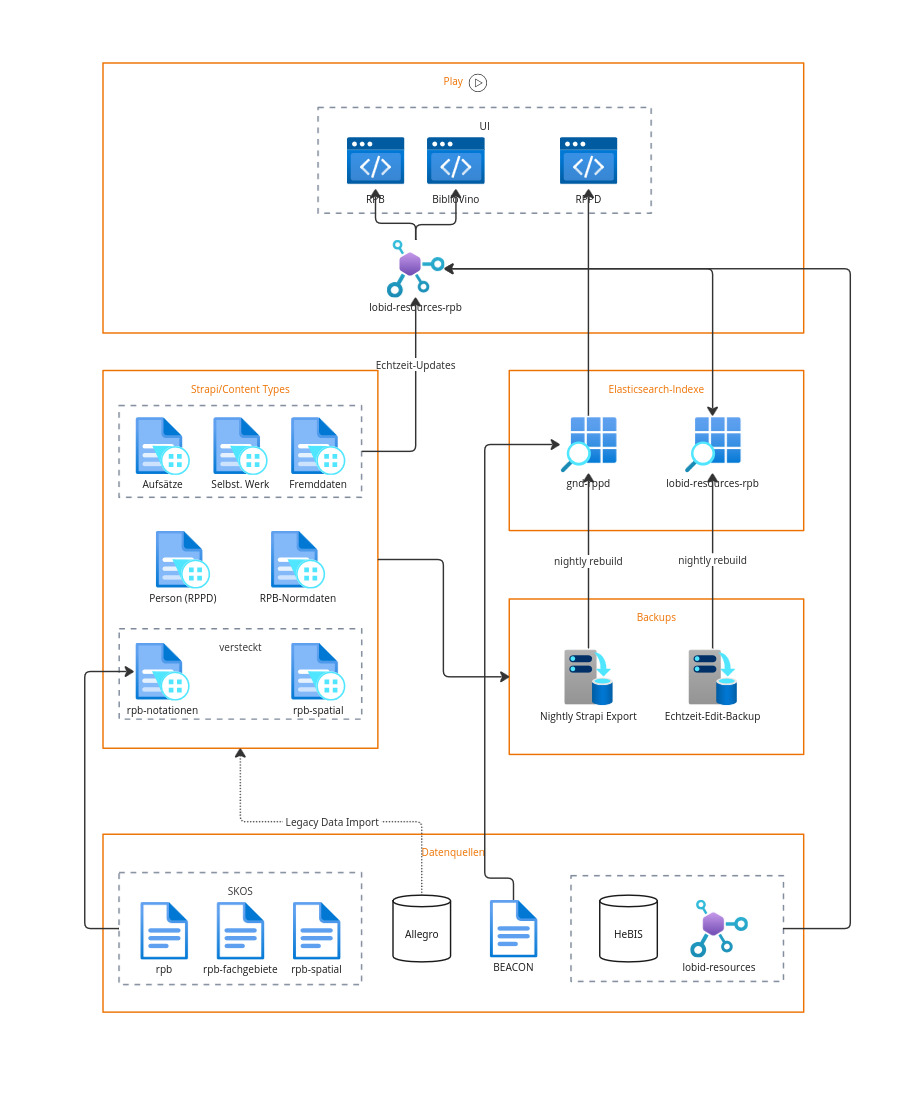 Play
UI
RPB
BiblioVino
RPPD
lobid-resources-rpb
Echtzeit-Updates
Strapi/Content Types
Aufsätze
Selbst. Werk
Fremddaten
Person (RPPD)
RPB-Normdaten
versteckt
rpb-notationen
rpb-spatial
Elasticsearch-Indexe
gnd-rppd
lobid-resources-rpb
nightly rebuild
nightly rebuild
Backups
Nightly Strapi Export
Echtzeit-Edit-Backup
Legacy Data Import
Datenquellen
SKOS
rpb
rpb-fachgebiete
rpb-spatial
Allegro
BEACON
HeBIS
lobid-resources